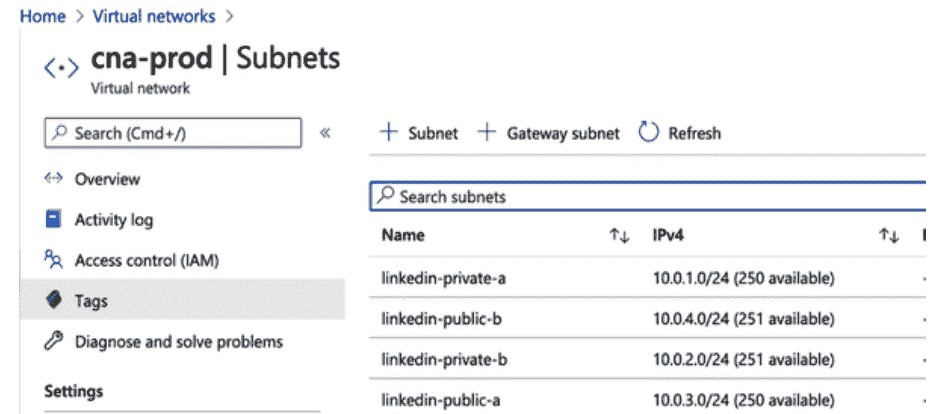 Home > Virtual networks >
cna-prod | Subnets
Virtual network
Search (Cmd+/)
«
+ Subnet + Gateway subnet Refresh
Overview
Activity log
Access control (IAM)
Tags
Diagnose and solve problems
Settings
Search subnets
Name ↑↓ IPv4 ↑↓
linkedin-private-a 10.0.1.0/24 (250 available)
linkedin-public-b 10.0.4.0/24 (251 available)
linkedin-private-b 10.0.2.0/24 (251 available)
linkedin-public-a 10.0.3.0/24 (250 available)